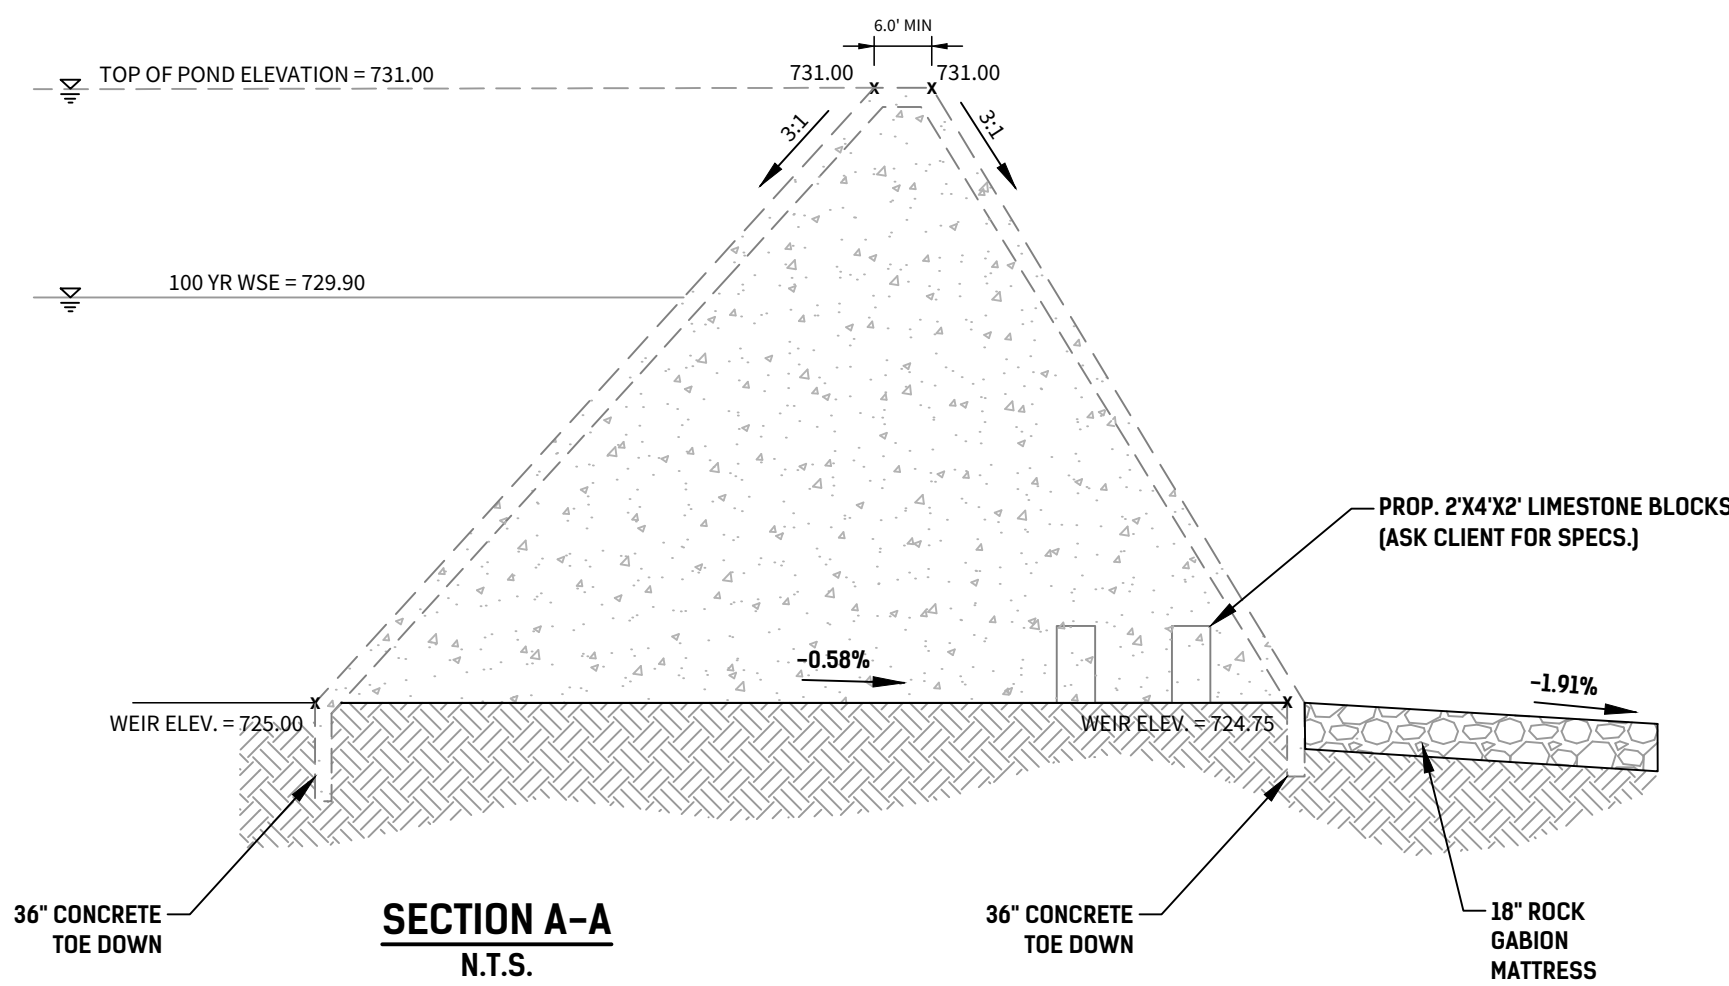 6.0' MIN
TOP OF POND ELEVATION = 731.00
731.00
731.00
3:1
3:1
100 YR WSE = 729.90
PROP. 2'X4'X2' LIMESTONE BLOCKS
(ASK CLIENT FOR SPECS.)
-0.58%
-1.91%
WEIR ELEV. = 725.00
WEIR ELEV. = 724.75
36" CONCRETE
TOE DOWN
SECTION A-A
N.T.S.
36" CONCRETE
TOE DOWN
18" ROCK
GABION
MATTRESS
x
x
x
x